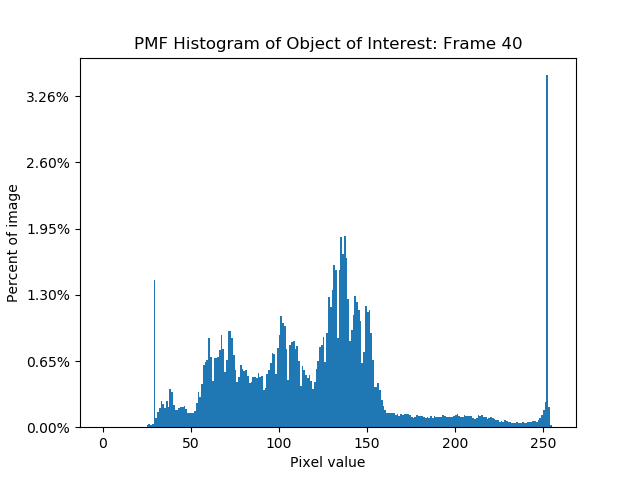 PMF Histogram of Object of Interest: Frame 40
3.26%
2.60%
1.95%
1.30%
0.65%
0.00%
Percent of image
0 50 100 150 200 250
Pixel value